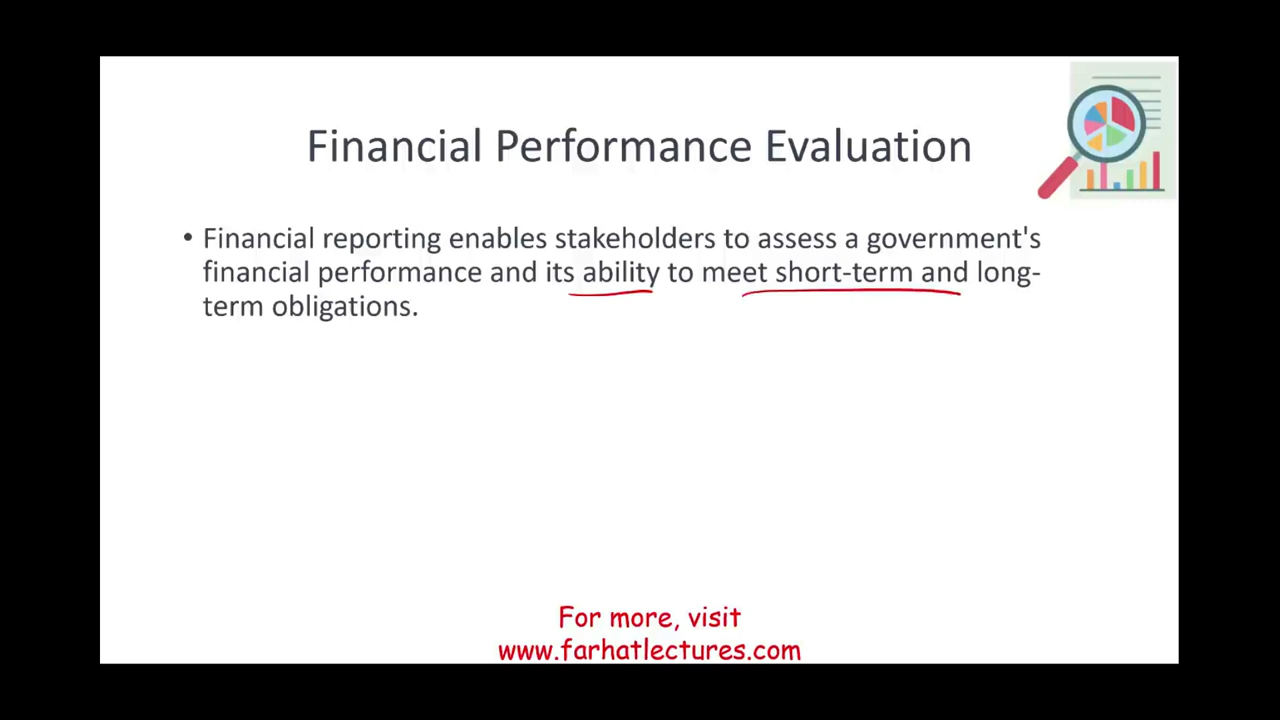 Financial Performance Evaluation
• Financial reporting enables stakeholders to assess a government's
financial performance and its ability to meet short-term and long-
term obligations.
For more, visit
www.farhatlectures.com